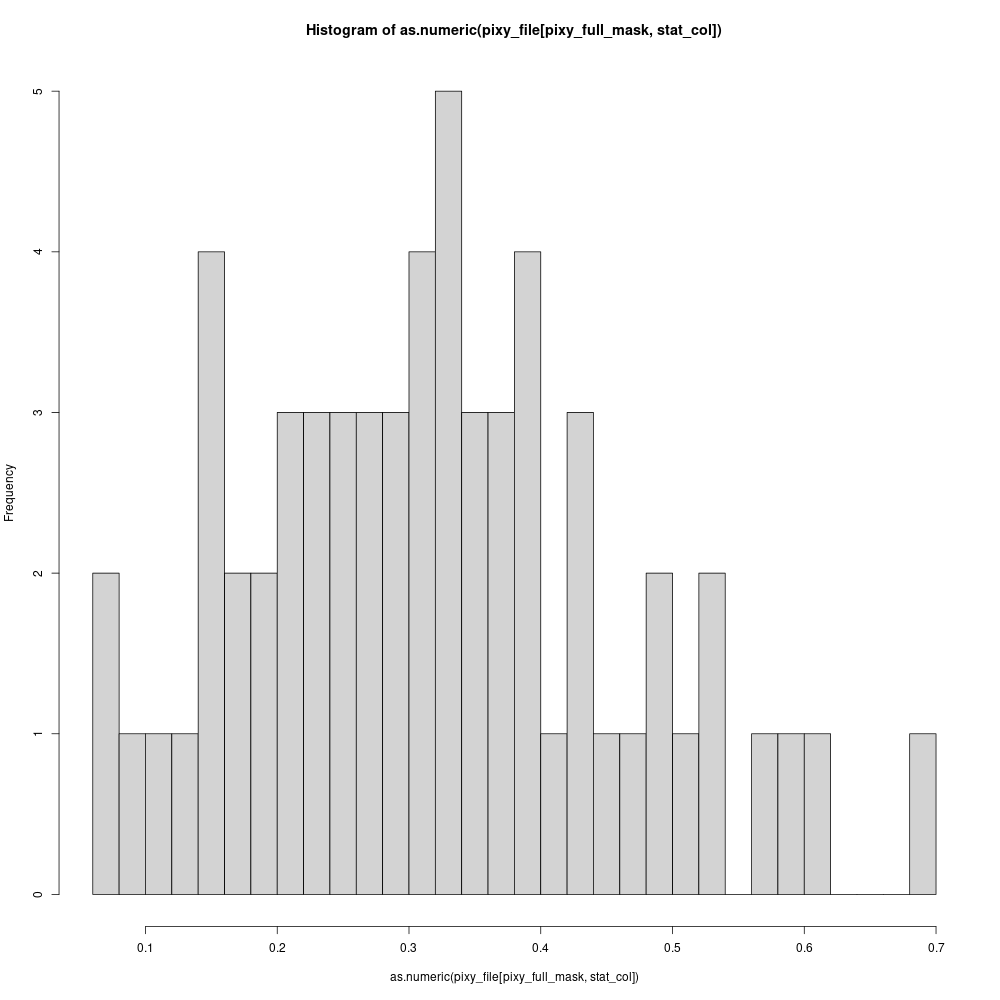 Histogram of as.numeric(pixy_file[pixy_full_mask, stat_col])
5
4
3
2
1
0
Frequency
0.1 0.2 0.3 0.4 0.5 0.6 0.7
as.numeric(pixy_file[pixy_full_mask, stat_col])